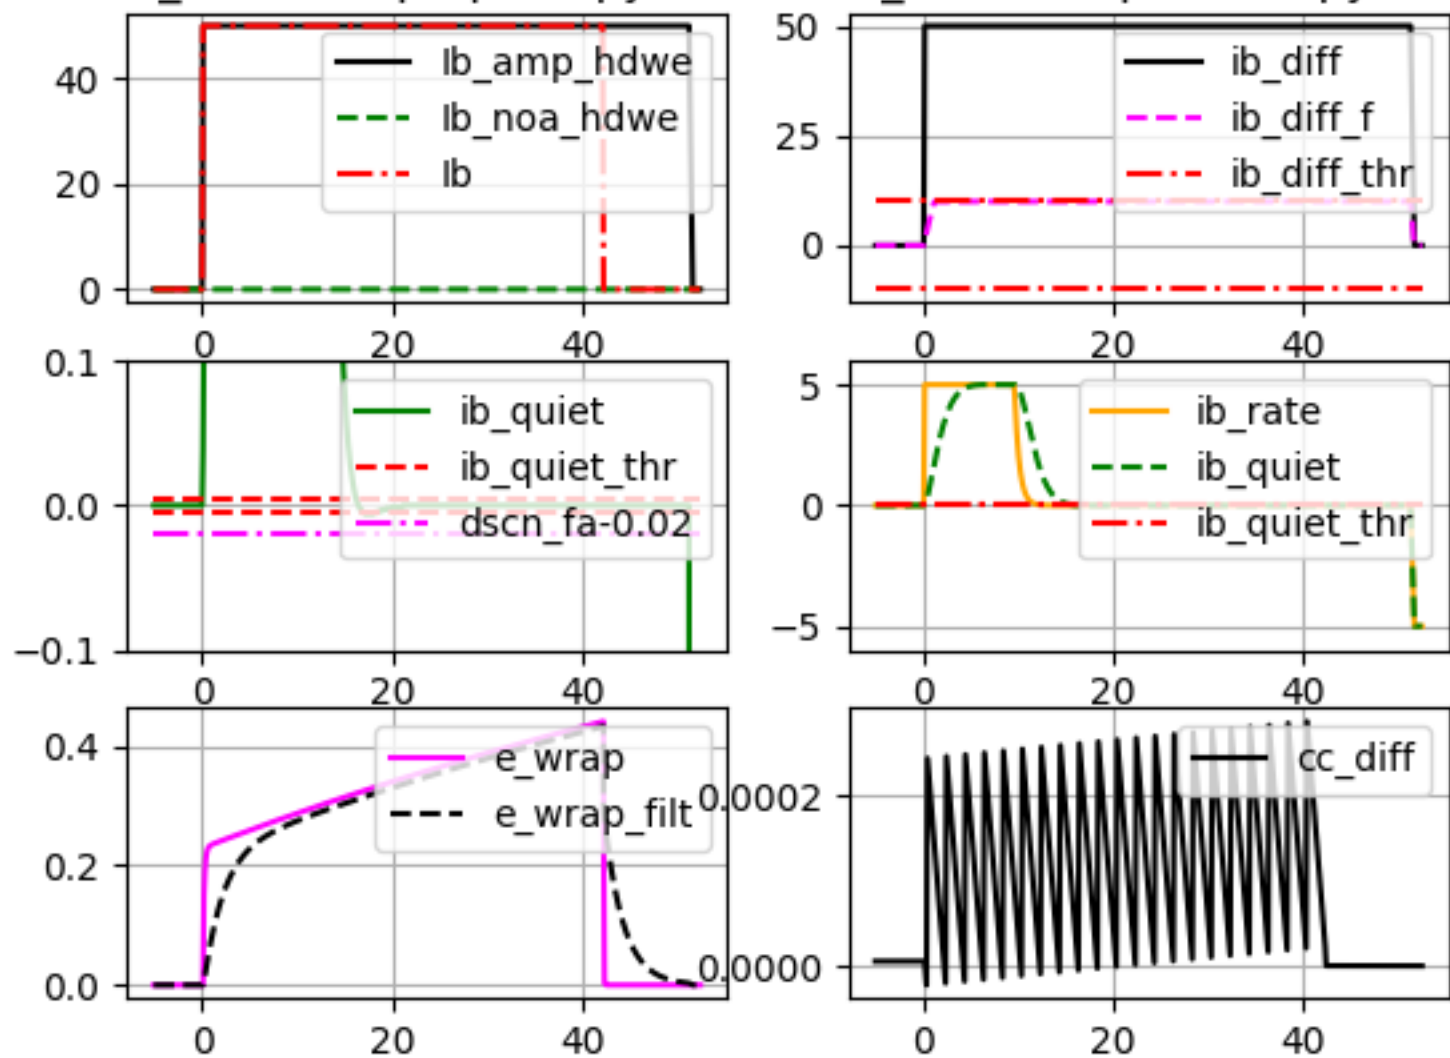 Ib_amp_hdwe
Ib_noa_hdwe
Ib
40
20
0
0 20 40
ib_diff
ib_diff_f
ib_diff_thr
50
25
0
0 20 40
ib_quiet
ib_quiet_thr
dscn_fa-0.02
0.1
0.0
−0.1
0 20 40
ib_rate
ib_quiet
ib_quiet_thr
5
0
−5
0 20 40
e_wrap
e_wrap_filt
0.4
0.2
0.0
0 20 40
cc_diff
0.0002
0.0000
0 20 40